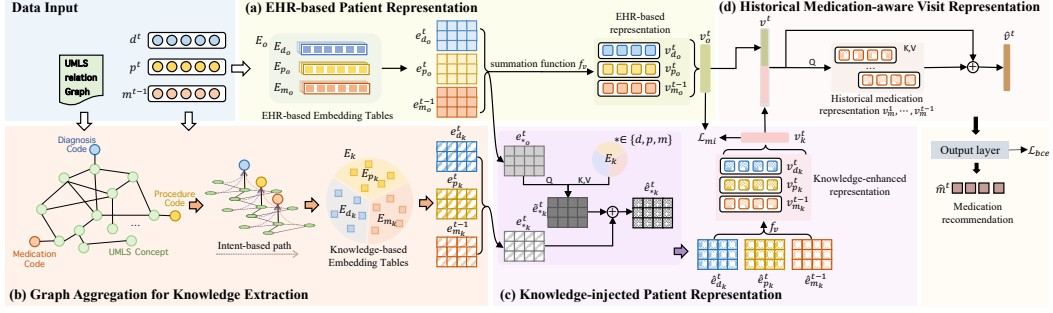 Data Input
d^t
p^t
m^{t-1}
UMLS
relation
Graph
(a) EHR-based Patient Representation
E_o
E_{d_o}
E_{p_o}
E_{m_o}
EHR-based Embedding Tables
e^t_{d_o}
e^t_{p_o}
e^{t-1}_{m_o}
summation function f_v
EHR-based
representation
v^t_{d_o}
v^t_{p_o}
v^{t-1}_{m_o}
v^t_o
(d) Historical Medication-aware Visit Representation
v^t
Q
K,V
...
Historical medication
representation v^1_m, ⋯, v^{t-1}_m
v̂^t
Output layer
ℒ_{bce}
m̂^t
Medication
recommendation
(b) Graph Aggregation for Knowledge Extraction
Diagnosis
Code
Procedure
Code
...
Medication
Code
UMLS Concept
Intent-based path
E_k
E_{p_k}
E_{d_k}
E_{m_k}
Knowledge-based
Embedding Tables
e^t_{d_k}
e^t_{p_k}
e^{t-1}_{m_k}
(c) Knowledge-injected Patient Representation
e^t_{*_o}
* ∈ {d, p, m}
E_k
Q
K,V
ẽ^t_{*_k}
ê^t_{*_k}
e^t_{*_k}
ℒ_{mi}
v^t_k
v^t_{d_k}
v^t_{p_k}
v^{t-1}_{m_k}
Knowledge-enhanced
representation
f_v
ê^t_{d_k}
ê^t_{p_k}
ê^{t-1}_{m_k}